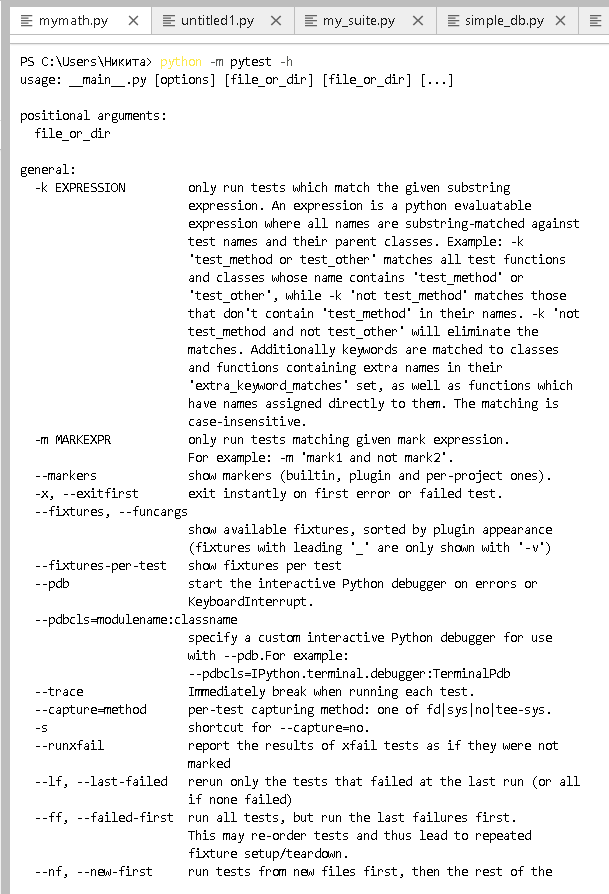 mymath.py untitled1.py my_suite.py simple_db.py
PS C:\Users\Никита> python -m pytest -h
usage: __main__.py [options] [file_or_dir] [file_or_dir] [...]
positional arguments:
file_or_dir
general:
-k EXPRESSION only run tests which match the given substring
expression. An expression is a python evaluatable
expression where all names are substring-matched against
test names and their parent classes. Example: -k
'test_method or test_other' matches all test functions
and classes whose name contains 'test_method' or
'test_other', while -k 'not test_method' matches those
that don't contain 'test_method' in their names. -k 'not
test_method and not test_other' will eliminate the
matches. Additionally keywords are matched to classes
and functions containing extra names in their
'extra_keyword_matches' set, as well as functions which
have names assigned directly to them. The matching is
case-insensitive.
-m MARKEXPR only run tests matching given mark expression.
For example: -m 'mark1 and not mark2'.
--markers show markers (builtin, plugin and per-project ones).
-x, --exitfirst exit instantly on first error or failed test.
--fixtures, --funcargs
show available fixtures, sorted by plugin appearance
(fixtures with leading '_' are only shown with '-v')
--fixtures-per-test show fixtures per test
--pdb start the interactive Python debugger on errors or
KeyboardInterrupt.
--pdbcls=modulename:classname
specify a custom interactive Python debugger for use
with --pdb.For example:
--pdbcls=IPython.terminal.debugger:TerminalPdb
--trace Immediately break when running each test.
--capture=method per-test capturing method: one of fd|sys|no|tee-sys.
-s shortcut for --capture=no.
--runxfail report the results of xfail tests as if they were not
marked
--lf, --last-failed rerun only the tests that failed at the last run (or all
if none failed)
--ff, --failed-first run all tests, but run the last failures first.
This may re-order tests and thus lead to repeated
fixture setup/teardown.
--nf, --new-first run tests from new files first, then the rest of the